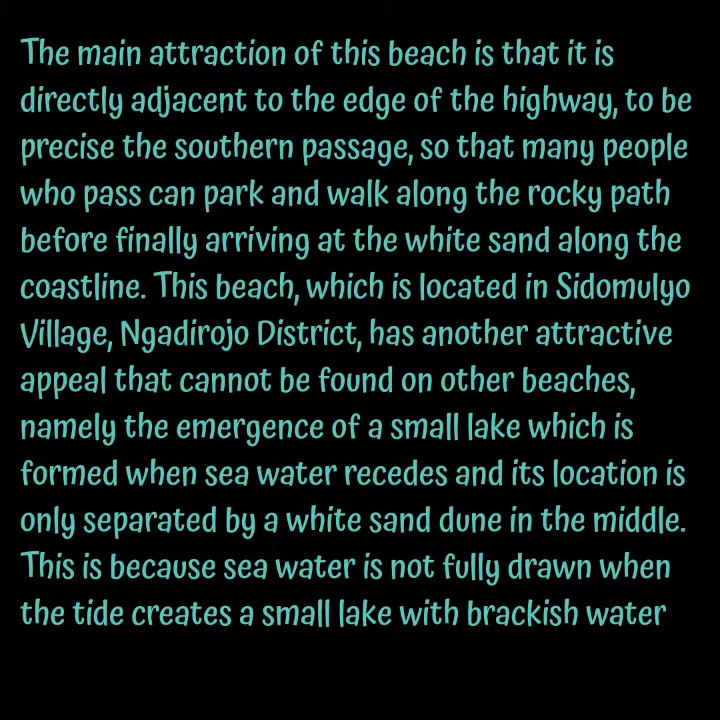 The main attraction of this beach is that it is
directly adjacent to the edge of the highway, to be
precise the southern passage, so that many people
who pass can park and walk along the rocky path
before finally arriving at the white sand along the
coastline. This beach, which is located in Sidomulyo
Village, Ngadirojo District, has another attractive
appeal that cannot be found on other beaches,
namely the emergence of a small lake which is
formed when sea water recedes and its location is
only separated by a white sand dune in the middle.
This is because sea water is not fully drawn when
the tide creates a small lake with brackish water